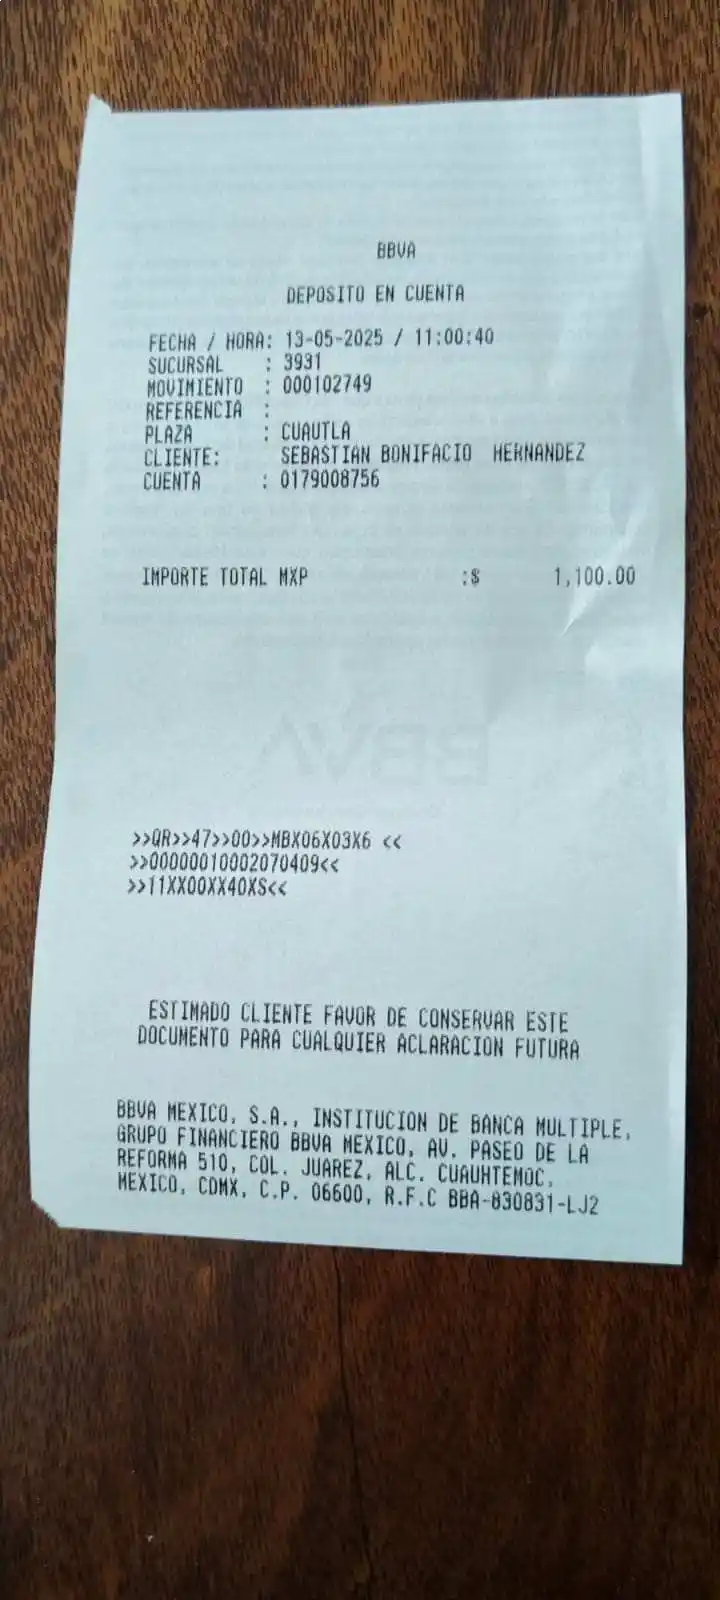 BBVA
DEPOSITO EN CUENTA
FECHA / HORA: 13-05-2025 / 11:00:40
SUCURSAL : 3931
MOVIMIENTO : 000102749
REFERENCIA :
PLAZA : CUAUTLA
CLIENTE: SEBASTIAN BONIFACIO HERNANDEZ
CUENTA : 0179008756
IMPORTE TOTAL MXP :$ 1,100.00
BBVA
>>QR>>47>>00>>MBX06X03X6 <<
>>00000010002070409<<
>>11XX00XX40XS<<
ESTIMADO CLIENTE FAVOR DE CONSERVAR ESTE
DOCUMENTO PARA CUALQUIER ACLARACION FUTURA
BBVA MEXICO, S.A., INSTITUCION DE BANCA MULTIPLE,
GRUPO FINANCIERO BBVA MEXICO, AV. PASEO DE LA
REFORMA 510, COL. JUAREZ, ALC. CUAUHTEMOC,
MEXICO, CDMX, C.P. 06600, R.F.C BBA-830831-LJ2